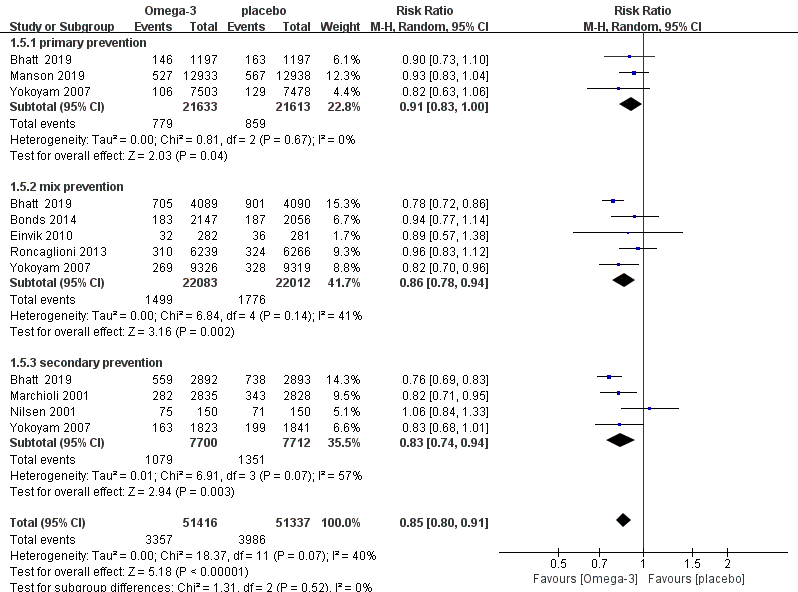 Omega-3 placebo Risk Ratio Risk Ratio
Study or Subgroup Events Total Events Total Weight M-H, Random, 95% CI M-H, Random, 95% CI
1.5.1 primary prevention
Bhatt 2019 146 1197 163 1197 6.1% 0.90 [0.73, 1.10]
Manson 2019 527 12933 567 12938 12.3% 0.93 [0.83, 1.04]
Yokoyam 2007 106 7503 129 7478 4.4% 0.82 [0.63, 1.06]
Subtotal (95% CI) 21633 21613 22.8% 0.91 [0.83, 1.00]
Total events 779 859
Heterogeneity: Tau² = 0.00; Chi² = 0.81, df = 2 (P = 0.67); I² = 0%
Test for overall effect: Z = 2.03 (P = 0.04)
1.5.2 mix prevention
Bhatt 2019 705 4089 901 4090 15.3% 0.78 [0.72, 0.86]
Bonds 2014 183 2147 187 2056 6.7% 0.94 [0.77, 1.14]
Einvik 2010 32 282 36 281 1.7% 0.89 [0.57, 1.38]
Roncaglioni 2013 310 6239 324 6266 9.3% 0.96 [0.83, 1.12]
Yokoyam 2007 269 9326 328 9319 8.8% 0.82 [0.70, 0.96]
Subtotal (95% CI) 22083 22012 41.7% 0.86 [0.78, 0.94]
Total events 1499 1776
Heterogeneity: Tau² = 0.00; Chi² = 6.84, df = 4 (P = 0.14); I² = 41%
Test for overall effect: Z = 3.16 (P = 0.002)
1.5.3 secondary prevention
Bhatt 2019 559 2892 738 2893 14.3% 0.76 [0.69, 0.83]
Marchioli 2001 282 2835 343 2828 10.5% 0.82 [0.71, 0.95]
Nilsen 2001 75 150 71 150 5.1% 1.06 [0.84, 1.33]
Yokoyam 2007 163 1823 199 1841 6.6% 0.83 [0.68, 1.01]
Subtotal (95% CI) 7700 7712 35.5% 0.83 [0.74, 0.94]
Total events 1079 1351
Heterogeneity: Tau² = 0.01; Chi² = 6.91, df = 3 (P = 0.07); I² = 57%
Test for overall effect: Z = 2.94 (P = 0.003)
Total (95% CI) 51416 51337 100.0% 0.85 [0.80, 0.91]
Total events 3357 3986
Heterogeneity: Tau² = 0.00; Chi² = 18.37, df = 11 (P = 0.07); I² = 40%
Test for overall effect: Z = 5.18 (P < 0.00001)
Test for subgroup differences: Chi² = 1.31, df = 2 (P = 0.52), I² = 0%
0.5 0.7 1 1.5 2
Favours [Omega-3] Favours [placebo]